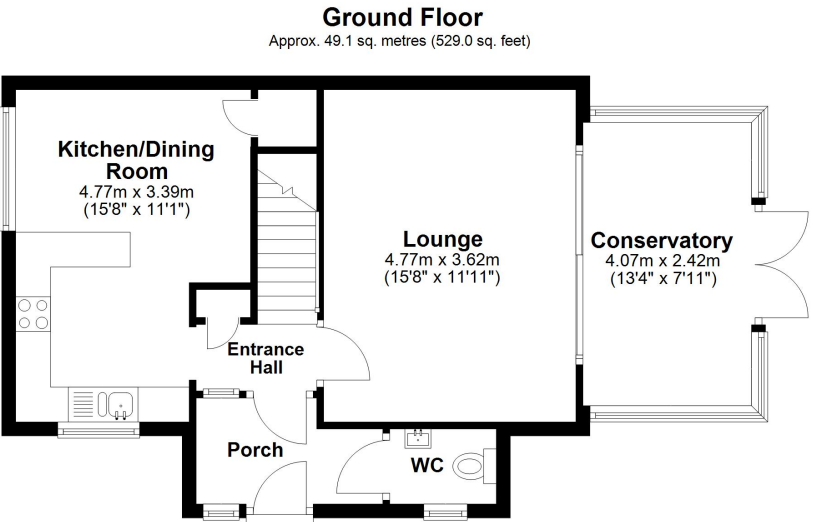 Ground Floor
Approx. 49.1 sq. metres (529.0 sq. feet)
Kitchen/Dining
Room
4.77m x 3.39m
(15'8" x 11'1")
Lounge
4.77m x 3.62m
(15'8" x 11'11")
Conservatory
4.07m x 2.42m
(13'4" x 7'11")
Entrance
Hall
Porch
WC